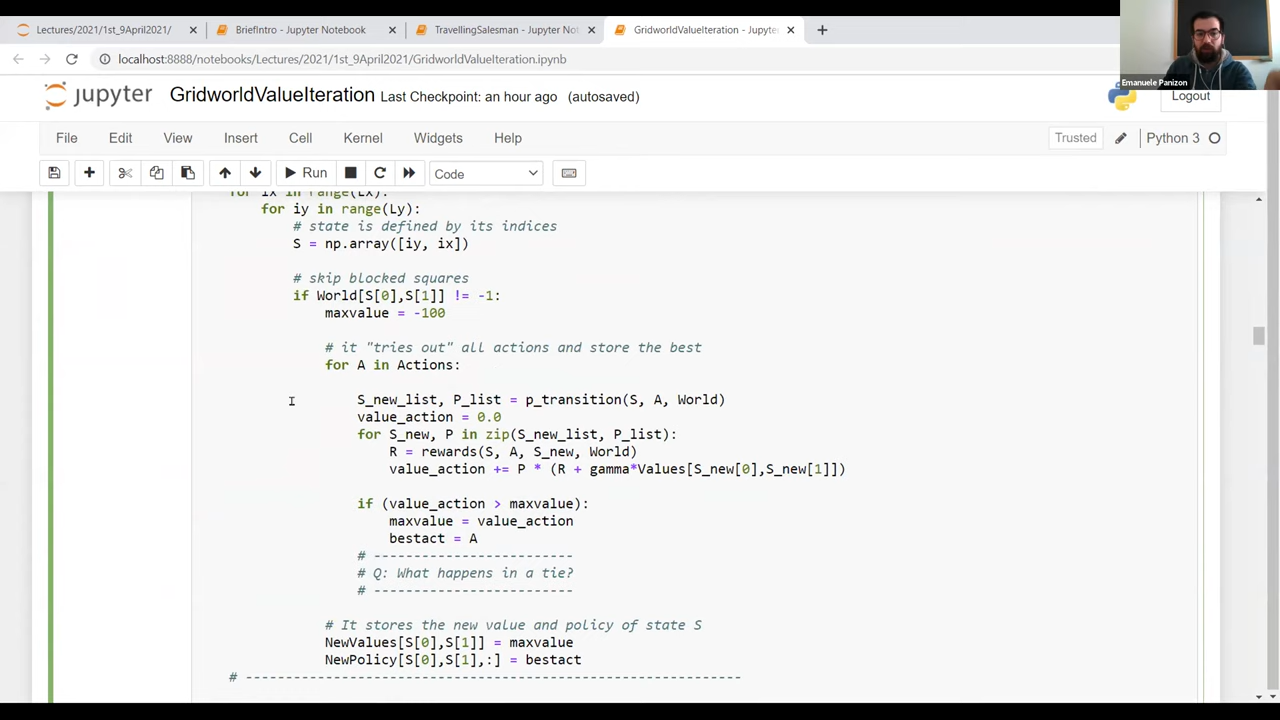 Lectures/2021/1st_9April2021/
BriefIntro - Jupyter Notebook
TravellingSalesman - Jupyter Not
GridworldValueIteration - Jupyte
localhost:8888/notebooks/Lectures/2021/1st_9April2021/GridworldValueIteration.ipynb
Emanuele Panizon
jupyter GridworldValueIteration Last Checkpoint: an hour ago (autosaved)
Logout
File Edit View Insert Cell Kernel Widgets Help
Trusted Python 3
Run Code
for ix in range(Lx):
for iy in range(Ly):
# state is defined by its indices
S = np.array([iy, ix])
# skip blocked squares
if World[S[0],S[1]] != -1:
maxvalue = -100
# it "tries out" all actions and store the best
for A in Actions:
S_new_list, P_list = p_transition(S, A, World)
value_action = 0.0
for S_new, P in zip(S_new_list, P_list):
R = rewards(S, A, S_new, World)
value_action += P * (R + gamma*Values[S_new[0],S_new[1]])
if (value_action > maxvalue):
maxvalue = value_action
bestact = A
# -------------------------
# Q: What happens in a tie?
# -------------------------
# It stores the new value and policy of state S
NewValues[S[0],S[1]] = maxvalue
NewPolicy[S[0],S[1],:] = bestact
# --------------------------------------------------------------